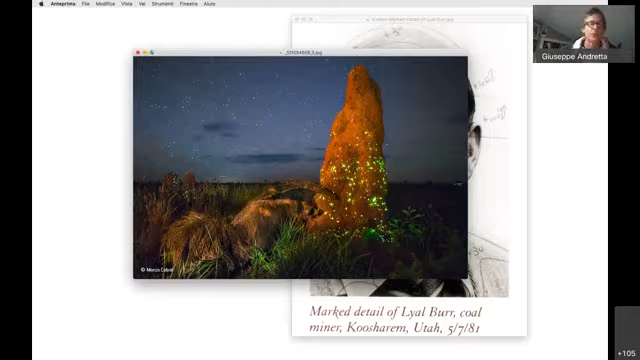 Anteprima File Modifica Vista Vai Strumenti Finestra Aiuto
Giuseppe Andretta
© Marcio Cabral
Marked detail of Lyal Burr, coal
miner, Koosharem, Utah, 5/7/81
+105